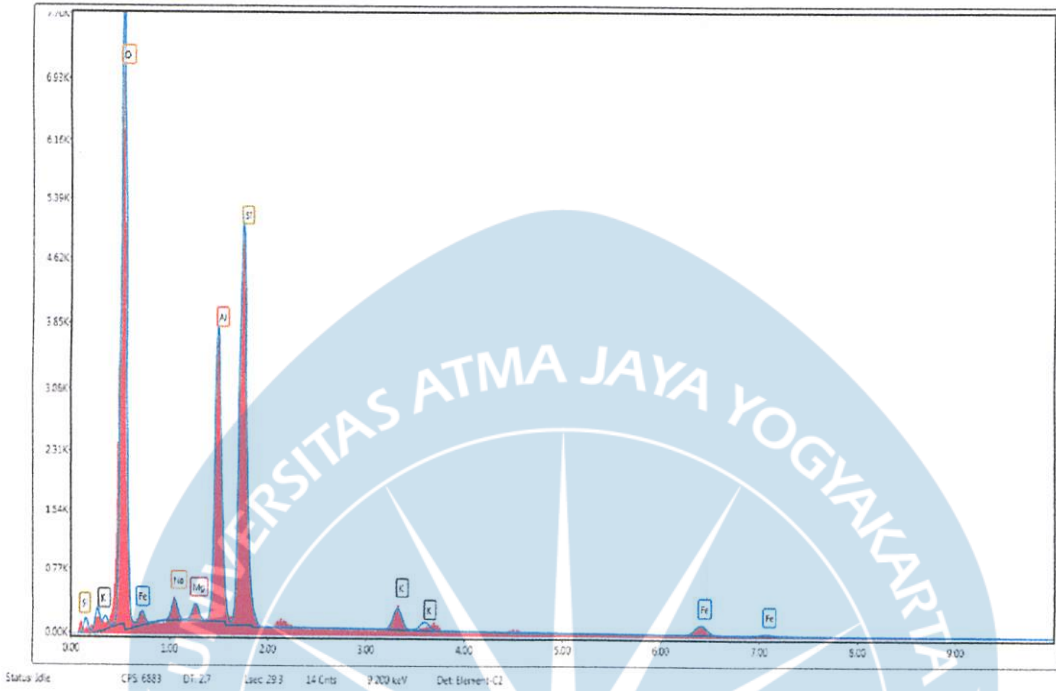 7.70K
O
6.93K
6.16K
5.39K
Si
4.62K
Al
3.85K
3.08K
2.31K
1.54K
0.77K
Na
Mg
K
K
K
Fe
Fe
Fe
0.00K
0.00 1.00 2.00 3.00 4.00 5.00 6.00 7.00 8.00 9.00
Status: Idle CPS: 6883 DT: 2.7 Lsec: 29.3 14 Cnts 9.200 keV Det: Element-C2
UNIVERSITAS ATMA JAYA YOGYAKARTA